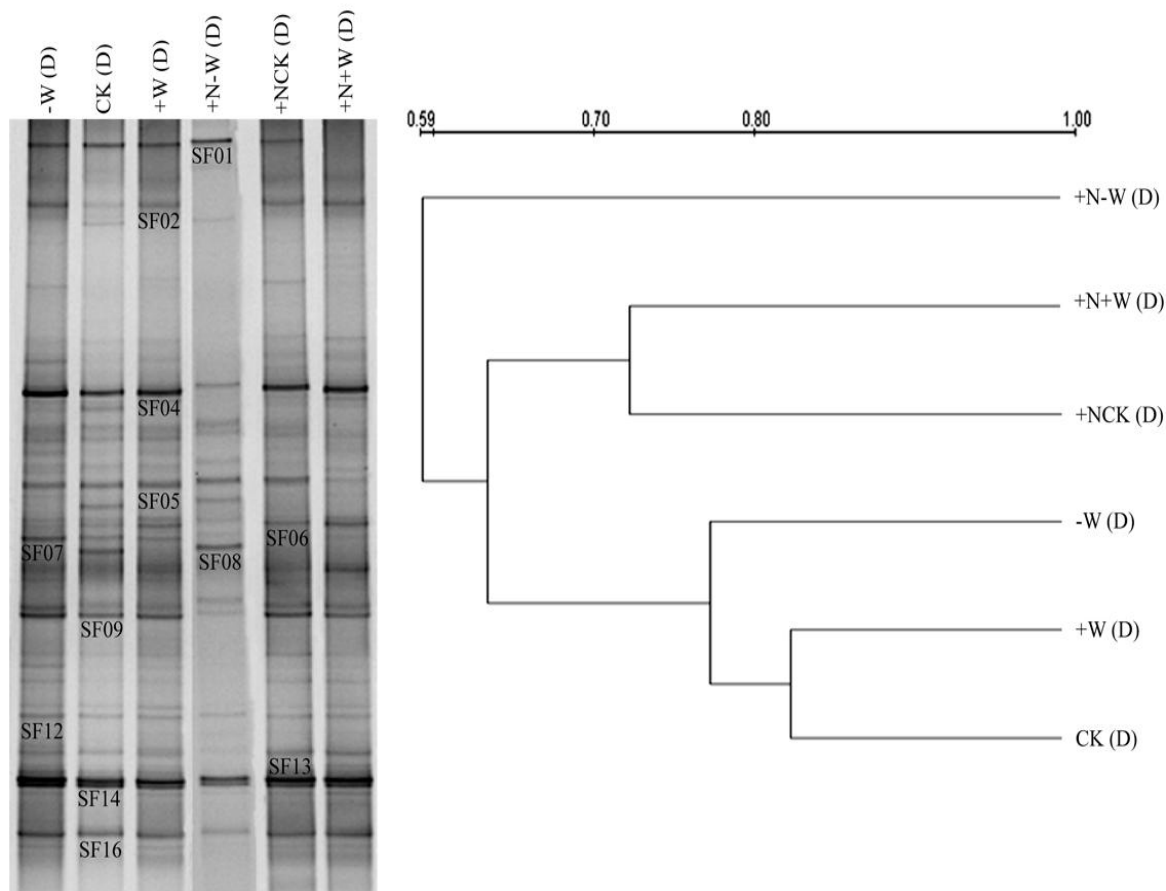 -W (D)
CK (D)
+W (D)
+N-W (D)
+NCK (D)
+N+W (D)
SF01
SF02
SF04
SF05
SF06
SF07
SF08
SF09
SF12
SF13
SF14
SF16
0.59 0.70 0.80 1.00
+N-W (D)
+N+W (D)
+NCK (D)
-W (D)
+W (D)
CK (D)